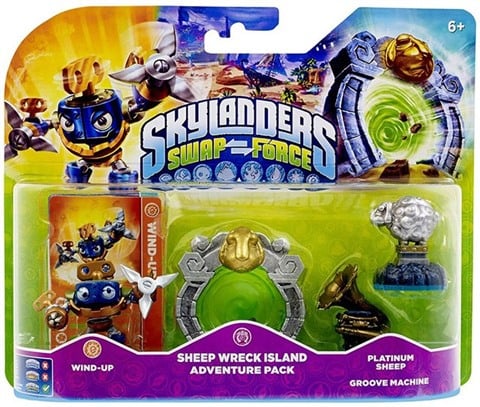 6+
SKYLANDERS
SWAP FORCE
WIND-UP
WIND-UP
SHEEP WRECK ISLAND
ADVENTURE PACK
PLATINUM
SHEEP
GROOVE MACHINE